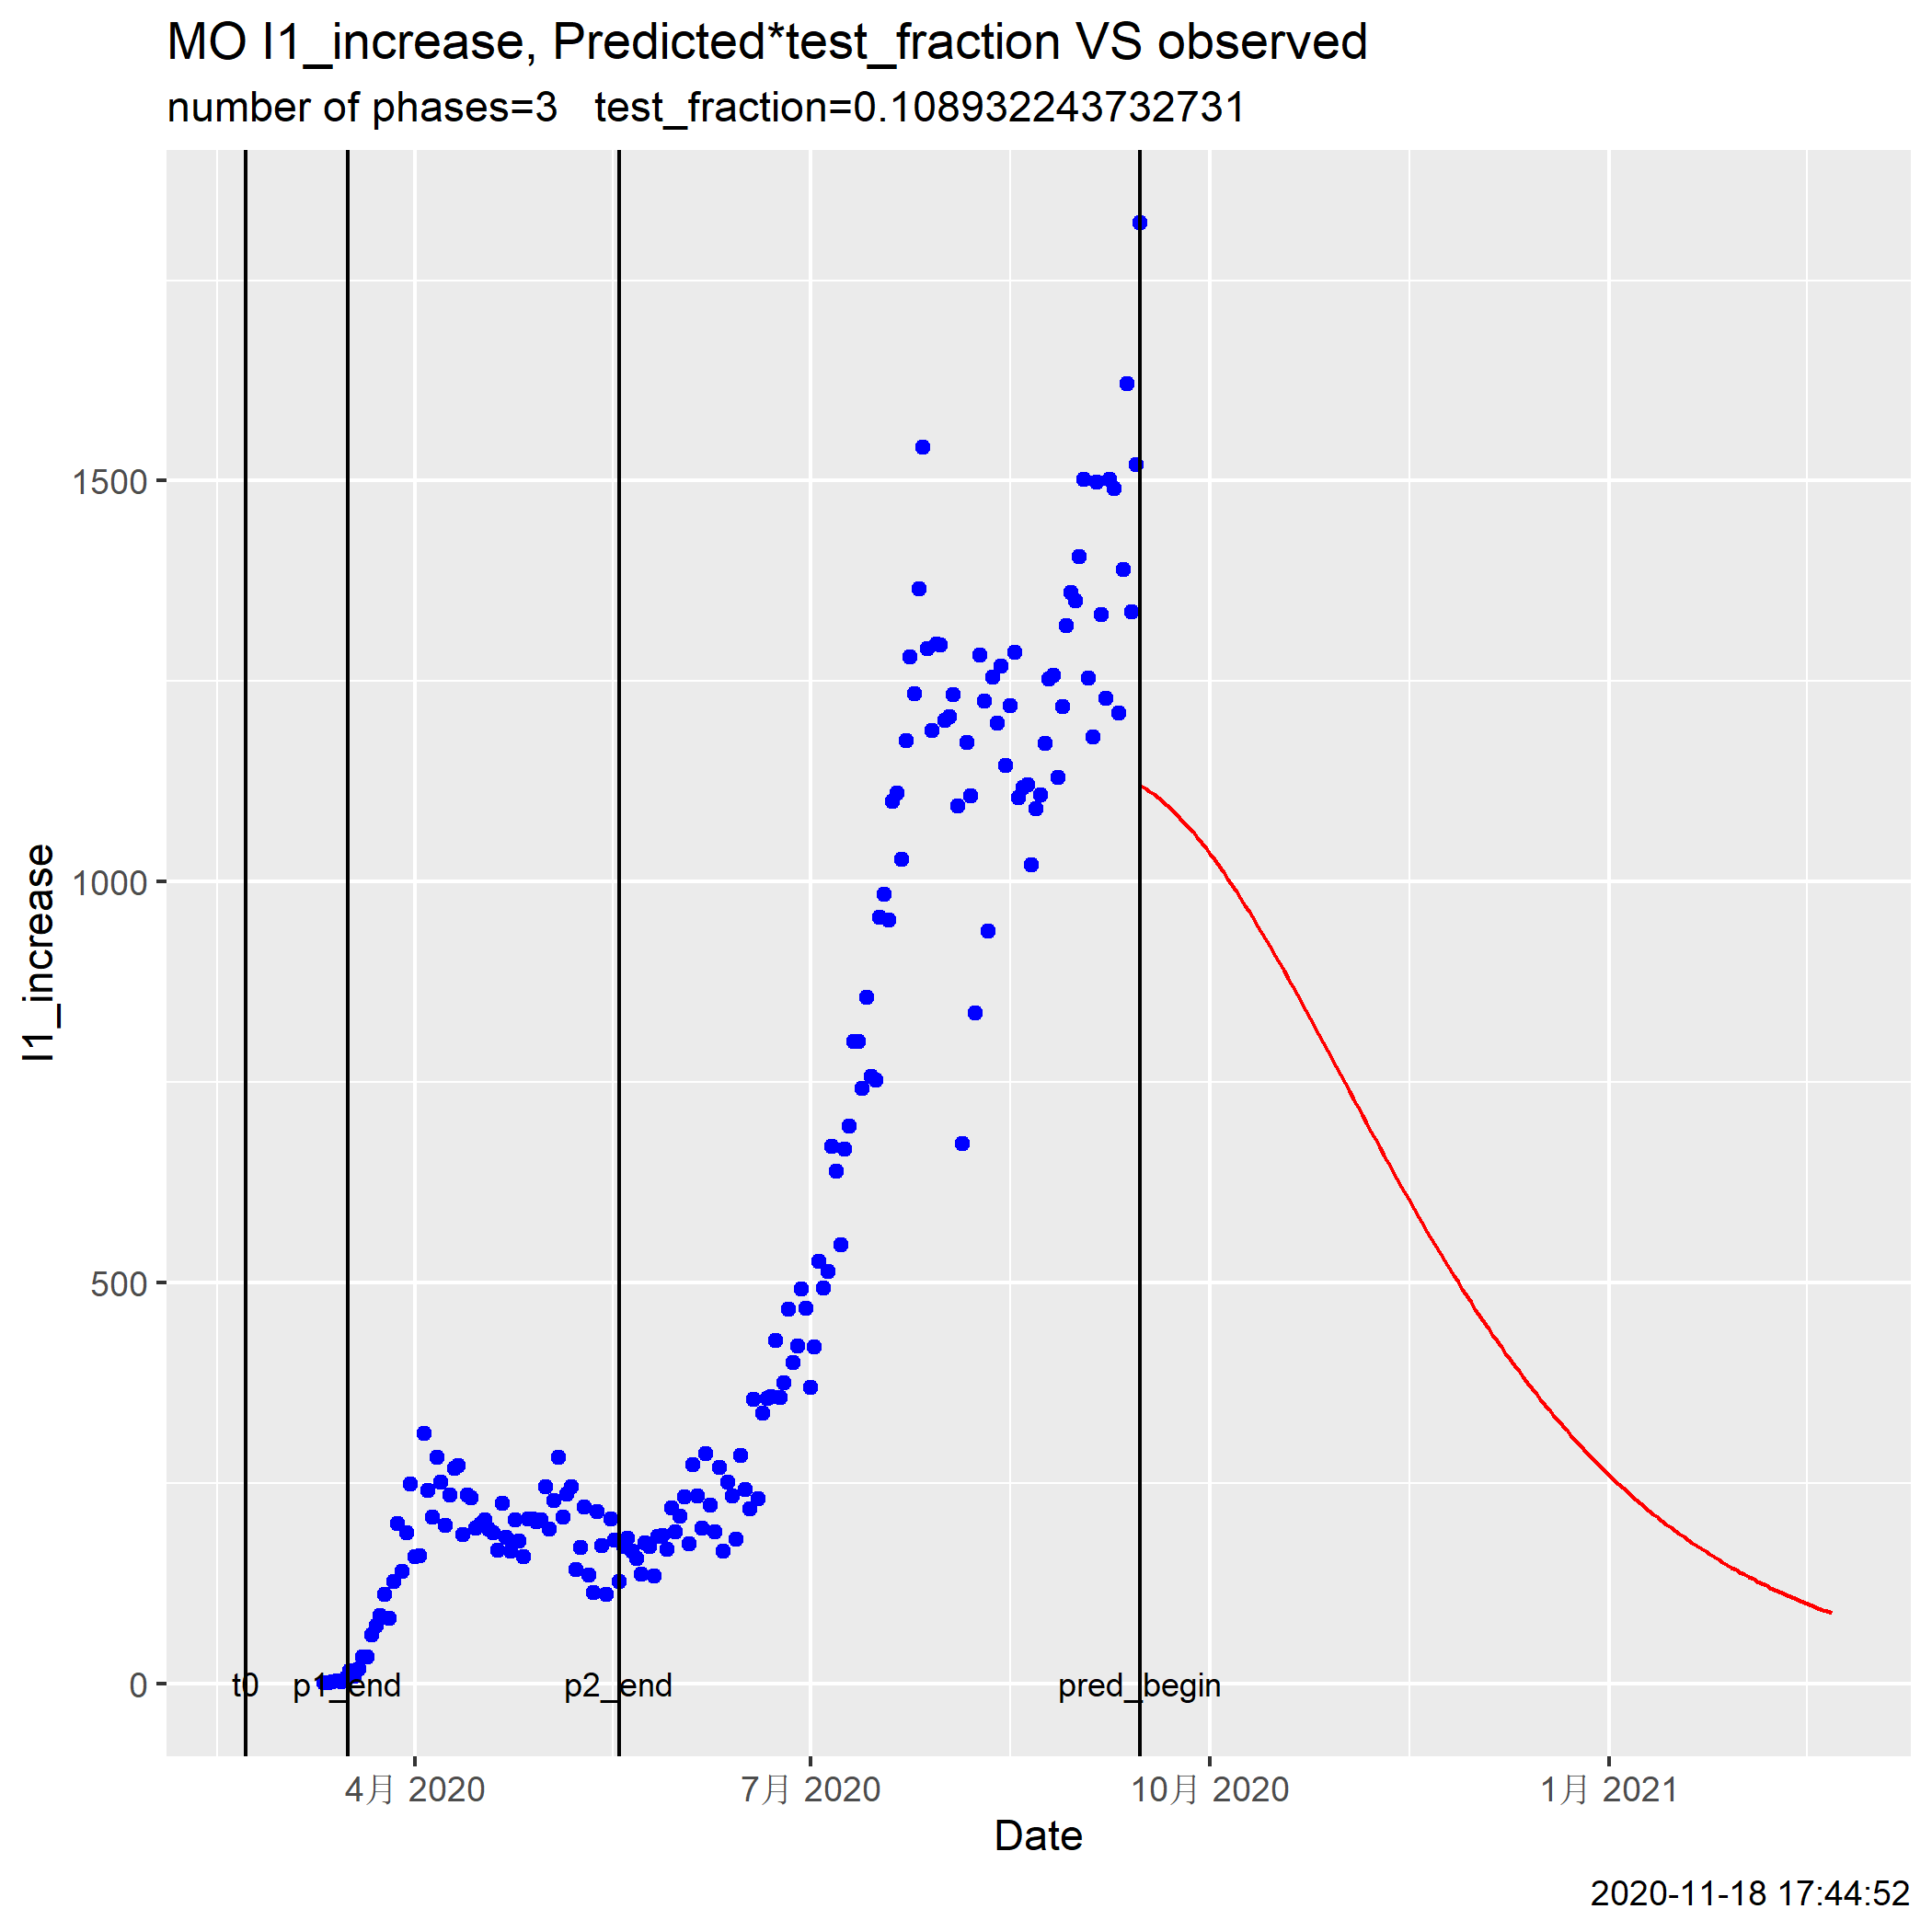 MO I1_increase, Predicted*test_fraction VS observed
number of phases=3 test_fraction=0.108932243732731
I1_increase
1500
1000
500
0
t0
p1_end
p2_end
pred_begin
4月 2020
7月 2020
10月 2020
1月 2021
Date
2020-11-18 17:44:52